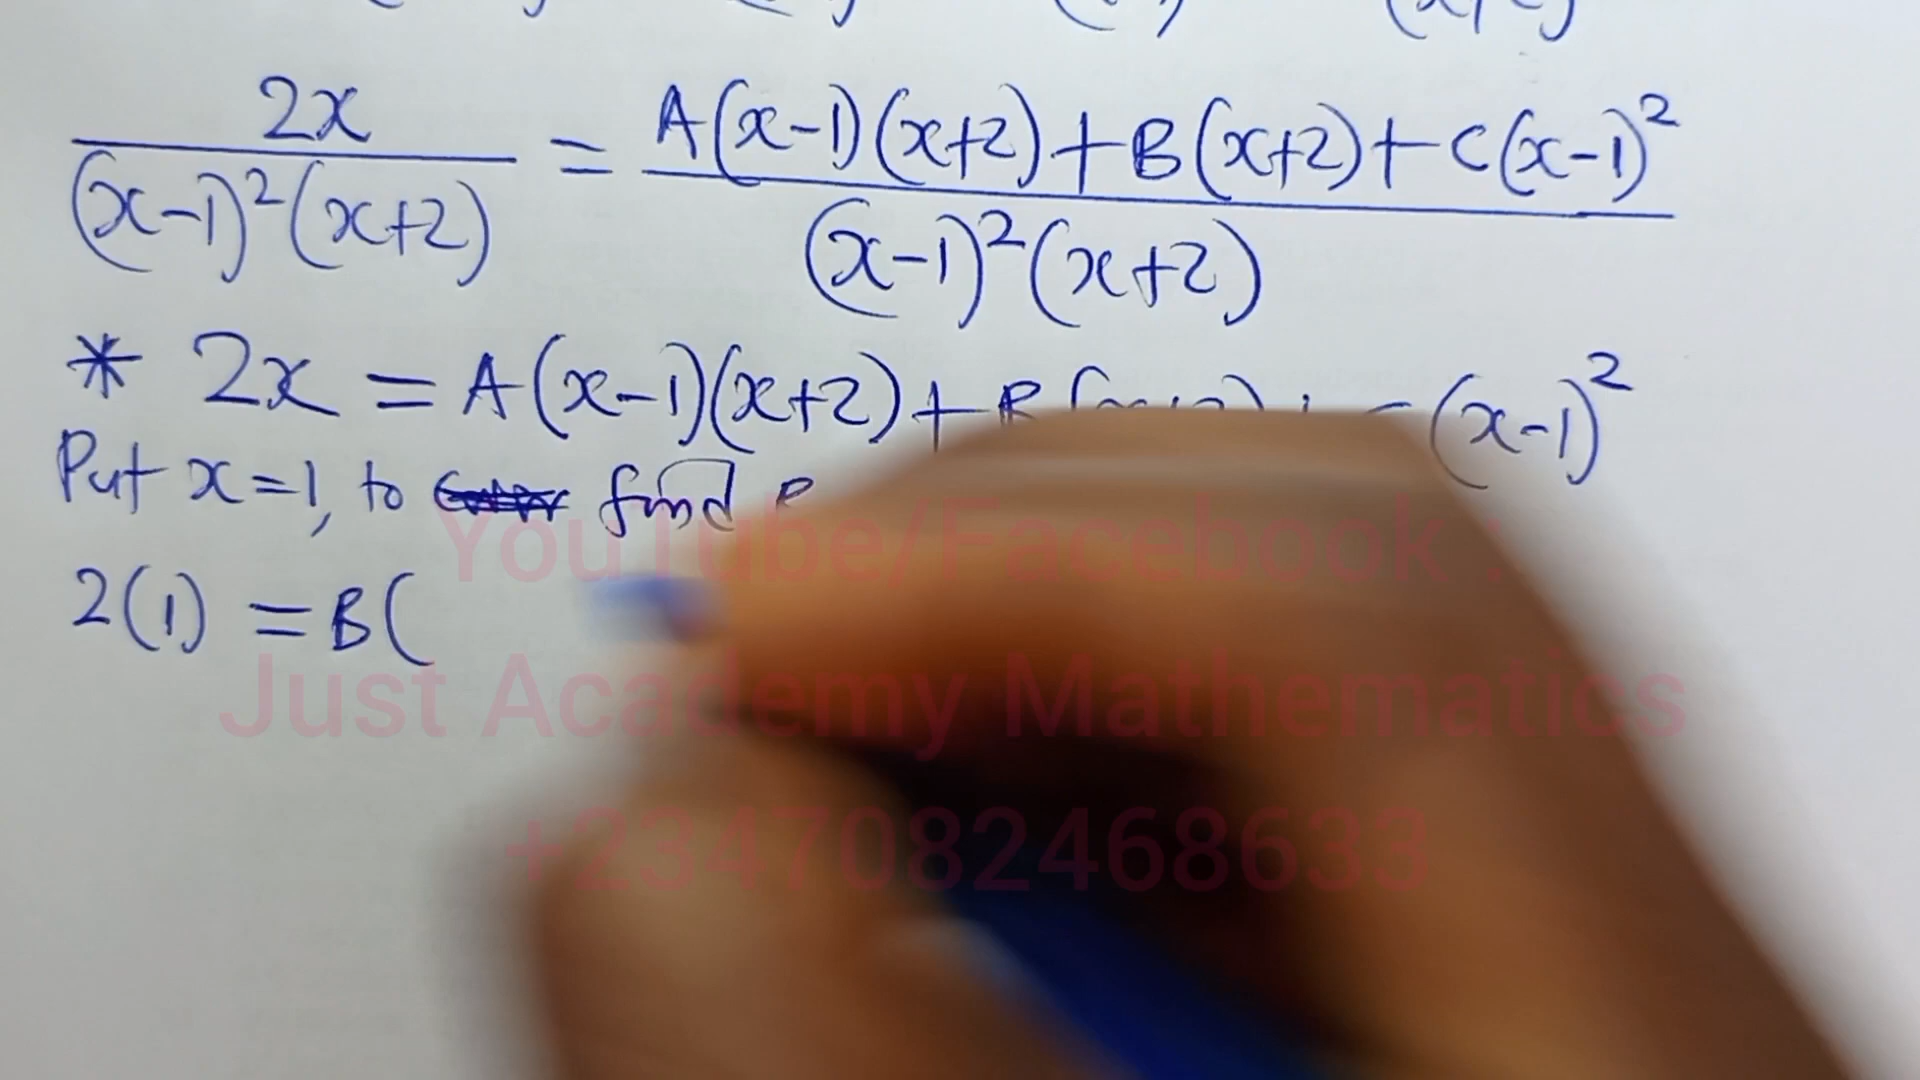 2x / (x-1)²(x+2) = A(x-1)(x+2)+B(x+2)+C(x-1)² / (x-1)²(x+2)
* 2x = A(x-1)(x+2)+ (x-1)²
Put x=1, to find
2(1) = B(
YouTube/Facebook :
Just Academy Mathematics
+2347082468633